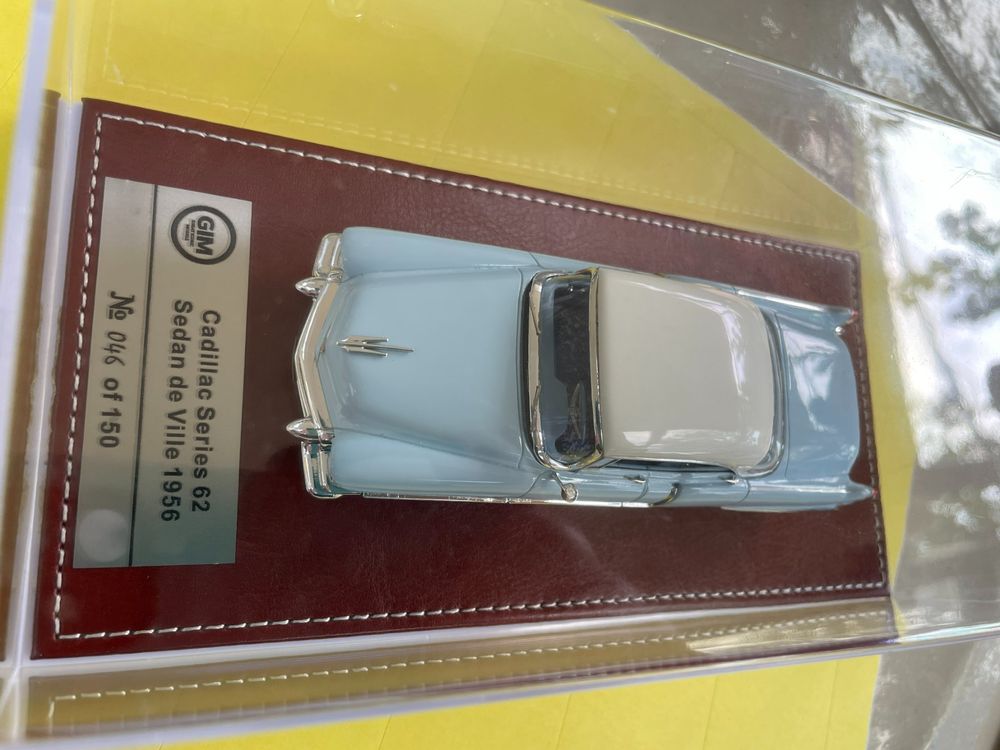 GIM
Cadillac Series 62
Sedan de Ville 1956
№ 046 of 150